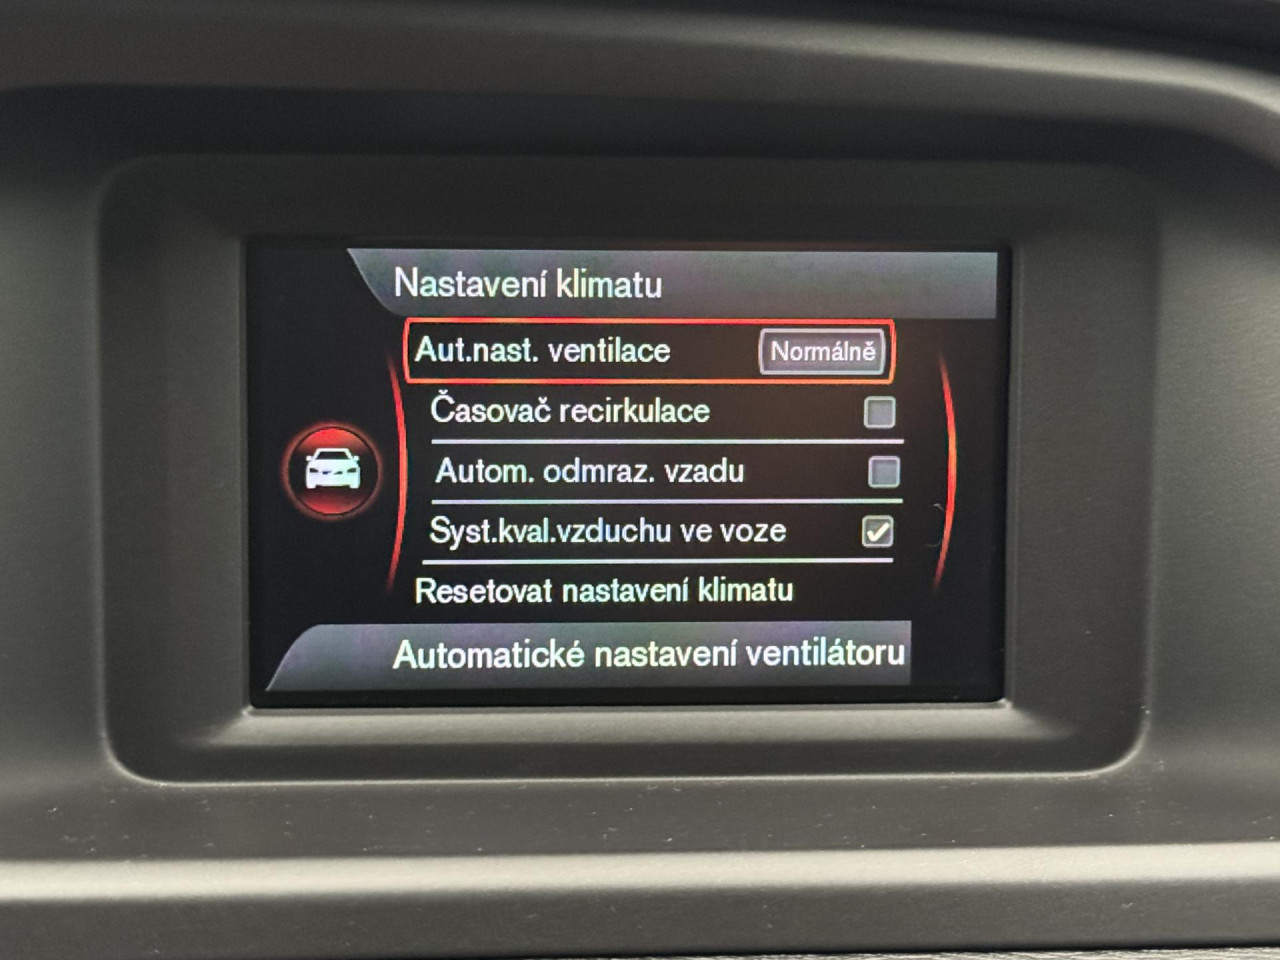 Nastavení klimatu
Aut.nast. ventilace Normálně
Časovač recirkulace
Autom. odmraz. vzadu
Syst.kval.vzduchu ve voze
Resetovat nastavení klimatu
Automatické nastavení ventilátoru